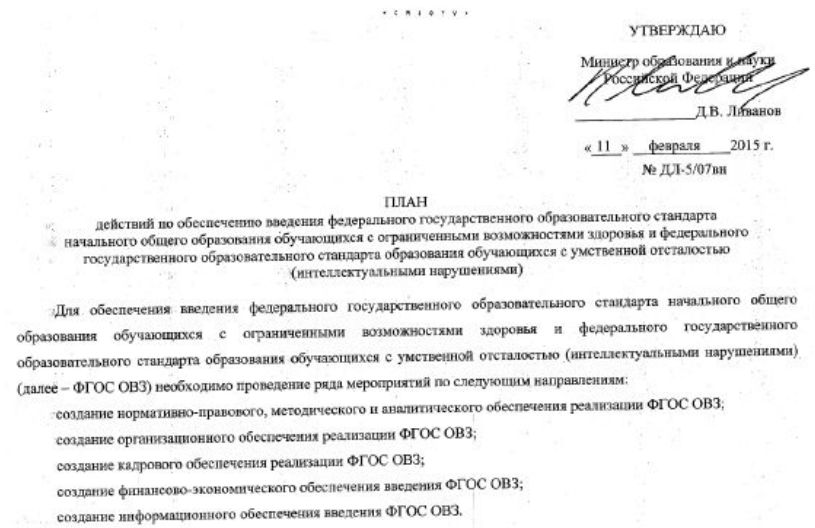 УТВЕРЖДАЮ
Министр образования и науки
Российской Федерации
Д.В. Ливанов
« 11 » февраля 2015 г.
№ ДЛ-5/07вн
ПЛАН
действий по обеспечению введения федерального государственного образовательного стандарта
начального общего образования обучающихся с ограниченными возможностями здоровья и федерального
государственного образовательного стандарта образования обучающихся с умственной отсталостью
(интеллектуальными нарушениями)
Для обеспечения введения федерального государственного образовательного стандарта начального общего
образования обучающихся с ограниченными возможностями здоровья и федерального государственного
образовательного стандарта образования обучающихся с умственной отсталостью (интеллектуальными нарушениями)
(далее – ФГОС ОВЗ) необходимо проведение ряда мероприятий по следующим направлениям:
создание нормативно-правового, методического и аналитического обеспечения реализации ФГОС ОВЗ;
создание организационного обеспечения реализации ФГОС ОВЗ;
создание кадрового обеспечения реализации ФГОС ОВЗ;
создание финансово-экономического обеспечения введения ФГОС ОВЗ;
создание информационного обеспечения введения ФГОС ОВЗ.